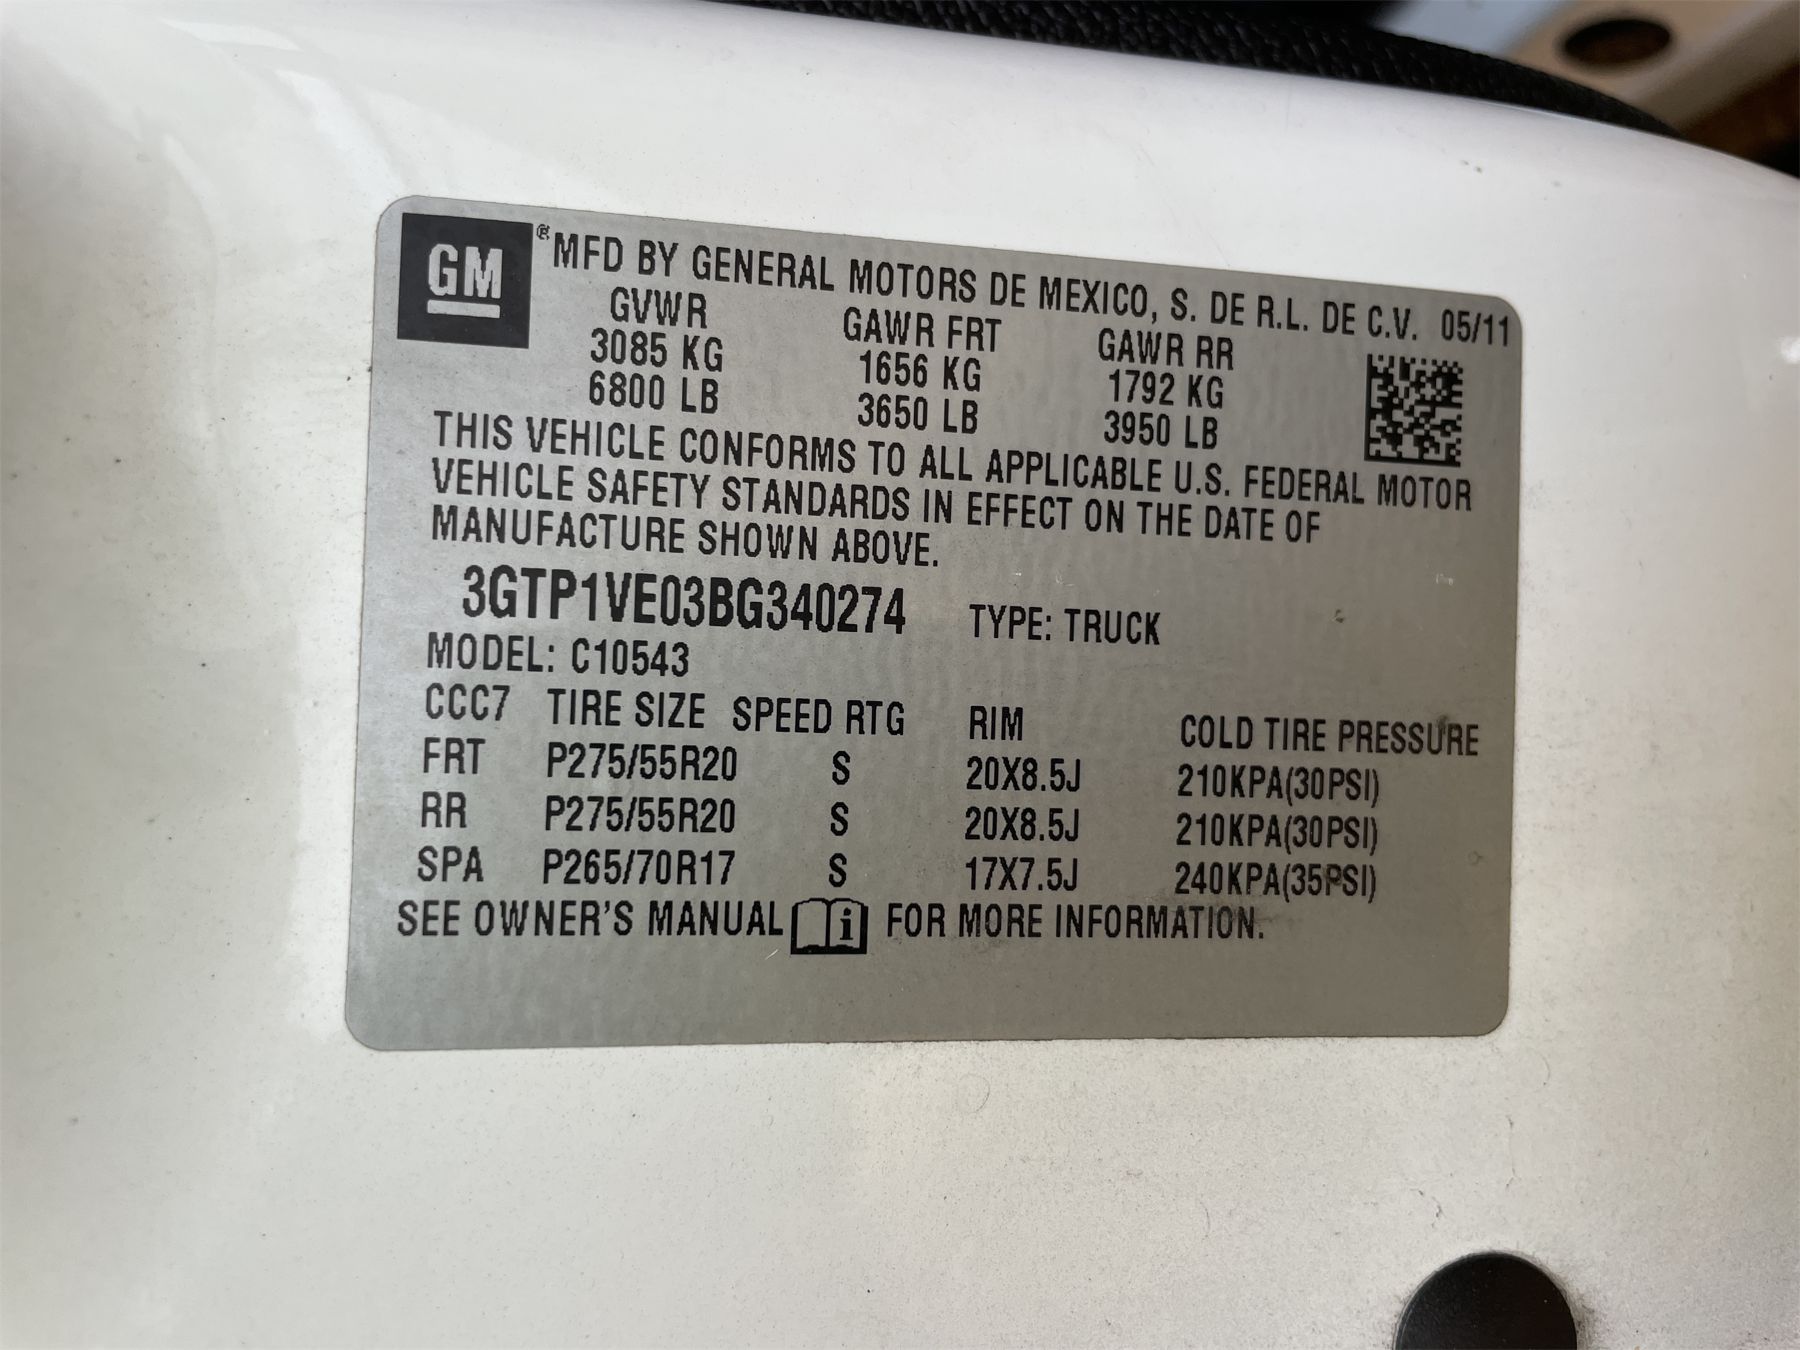 GM ® MFD BY GENERAL MOTORS DE MEXICO, S. DE R.L. DE C.V. 05/11
GVWR GAWR FRT GAWR RR
3085 KG 1656 KG 1792 KG
6800 LB 3650 LB 3950 LB
THIS VEHICLE CONFORMS TO ALL APPLICABLE U.S. FEDERAL MOTOR
VEHICLE SAFETY STANDARDS IN EFFECT ON THE DATE OF
MANUFACTURE SHOWN ABOVE.
3GTP1VE03BG340274 TYPE: TRUCK
MODEL: C10543
CCC7 TIRE SIZE SPEED RTG RIM COLD TIRE PRESSURE
FRT P275/55R20 S 20X8.5J 210KPA(30PSI)
RR P275/55R20 S 20X8.5J 210KPA(30PSI)
SPA P265/70R17 S 17X7.5J 240KPA(35PSI)
SEE OWNER'S MANUAL i FOR MORE INFORMATION.